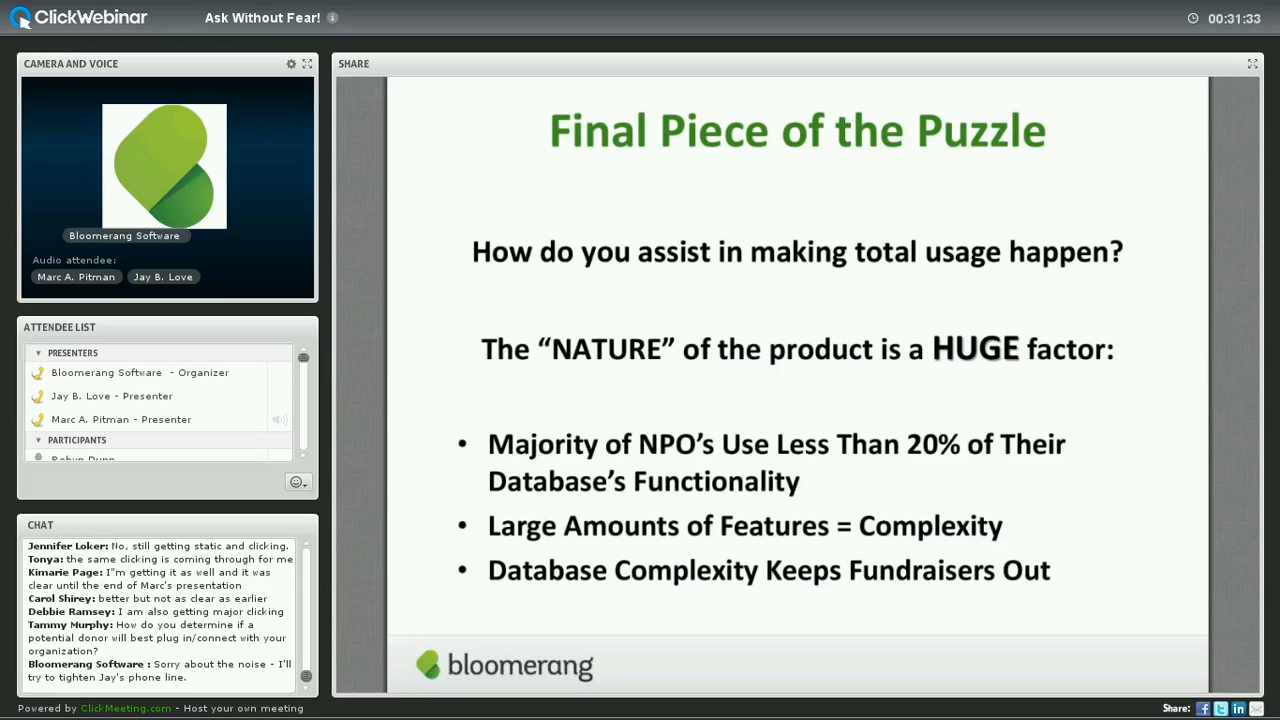 ClickWebinar
Ask Without Fear!
00:31:33
CAMERA AND VOICE
Bloomerang Software
Audio attendee:
Marc A. Pitman Jay B. Love
ATTENDEE LIST
PRESENTERS
Bloomerang Software - Organizer
Jay B. Love - Presenter
Marc A. Pitman - Presenter
PARTICIPANTS
CHAT
Jennifer Loker: No, still getting static and clicking.
Tonya: the same clicking is coming through for me
Kimarie Page: I"m getting it as well and it was
clear until the end of Marc's presentation
Carol Shirey: better but not as clear as earlier
Debbie Ramsey: I am also getting major clicking
Tammy Murphy: How do you determine if a
potential donor will best plug in/connect with your
organization?
Bloomerang Software : Sorry about the noise - I'll
try to tighten Jay's phone line.
SHARE
Final Piece of the Puzzle
How do you assist in making total usage happen?
The “NATURE” of the product is a HUGE factor:
• Majority of NPO’s Use Less Than 20% of Their
Database’s Functionality
• Large Amounts of Features = Complexity
• Database Complexity Keeps Fundraisers Out
bloomerang
Powered by ClickMeeting.com - Host your own meeting
Share: